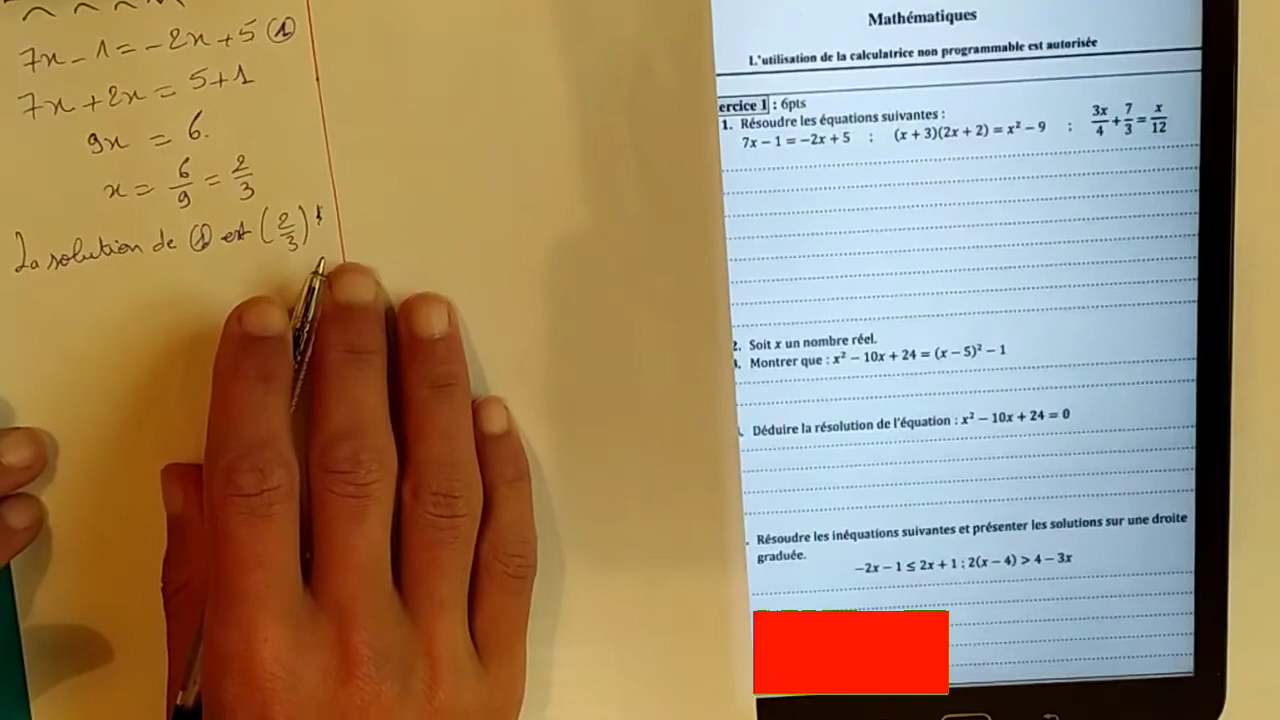 7x - 1 = -2x + 5 ①
7x + 2x = 5 + 1
9x = 6.
x = 6/9 = 2/3
La solution de ① est (2/3)
Mathématiques
L'utilisation de la calculatrice non programmable est autorisée
ercice 1 : 6pts
1. Résoudre les équations suivantes :
7x − 1 = −2x + 5 ; (x + 3)(2x + 2) = x² − 9 ; 3x/4 + 7/3 = x/12
2. Soit x un nombre réel.
Montrer que : x² − 10x + 24 = (x − 5)² − 1
Déduire la résolution de l'équation : x² − 10x + 24 = 0
. Résoudre les inéquations suivantes et présenter les solutions sur une droite
graduée.
−2x − 1 ≤ 2x + 1 ; 2(x − 4) > 4 − 3x